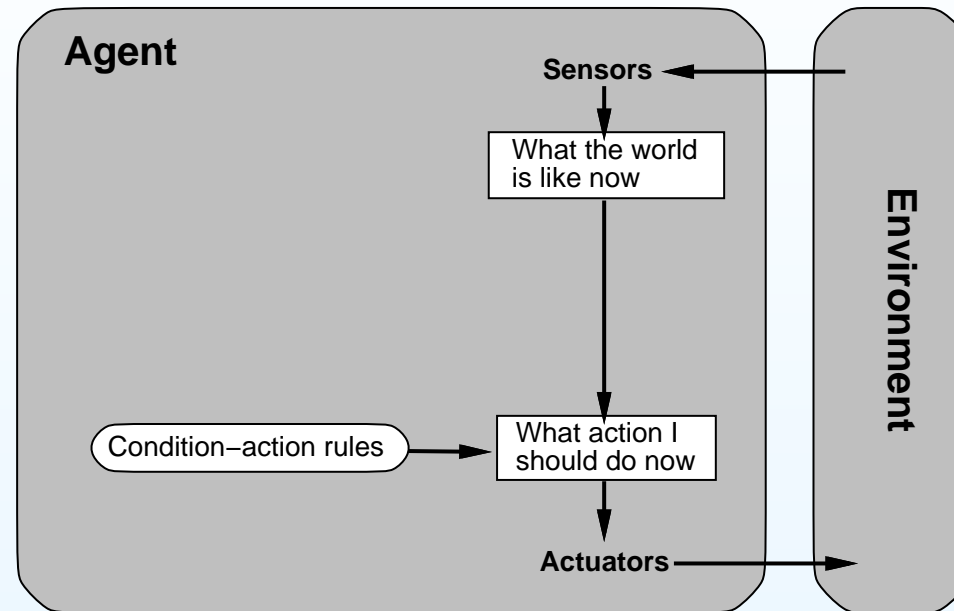 Agent
Sensors
What the world
is like now
Environment
Condition−action rules
What action I
should do now
Actuators